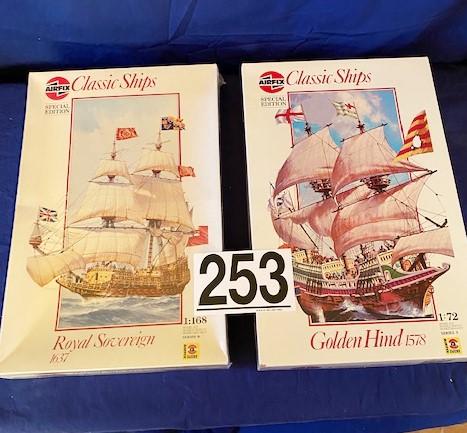 AIRFIX
Classic Ships
SPECIAL
EDITION
Royal Sovereign
1637
1:168
AIRFIX
Classic Ships
SPECIAL
EDITION
Golden Hind 1578
1:72
253